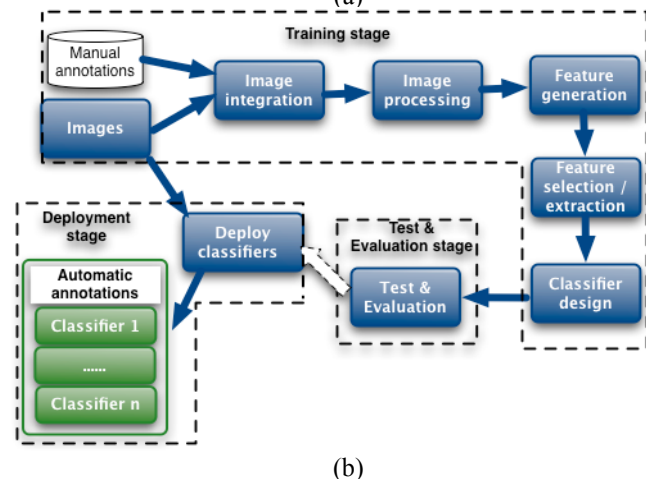 (a)
Training stage
Manual
annotations
Images
Image
integration
Image
processing
Feature
generation
Feature
selection /
extraction
Classifier
design
Test &
Evaluation stage
Test &
Evaluation
Deploy
classifiers
Deployment
stage
Automatic
annotations
Classifier 1
......
Classifier n
(b)